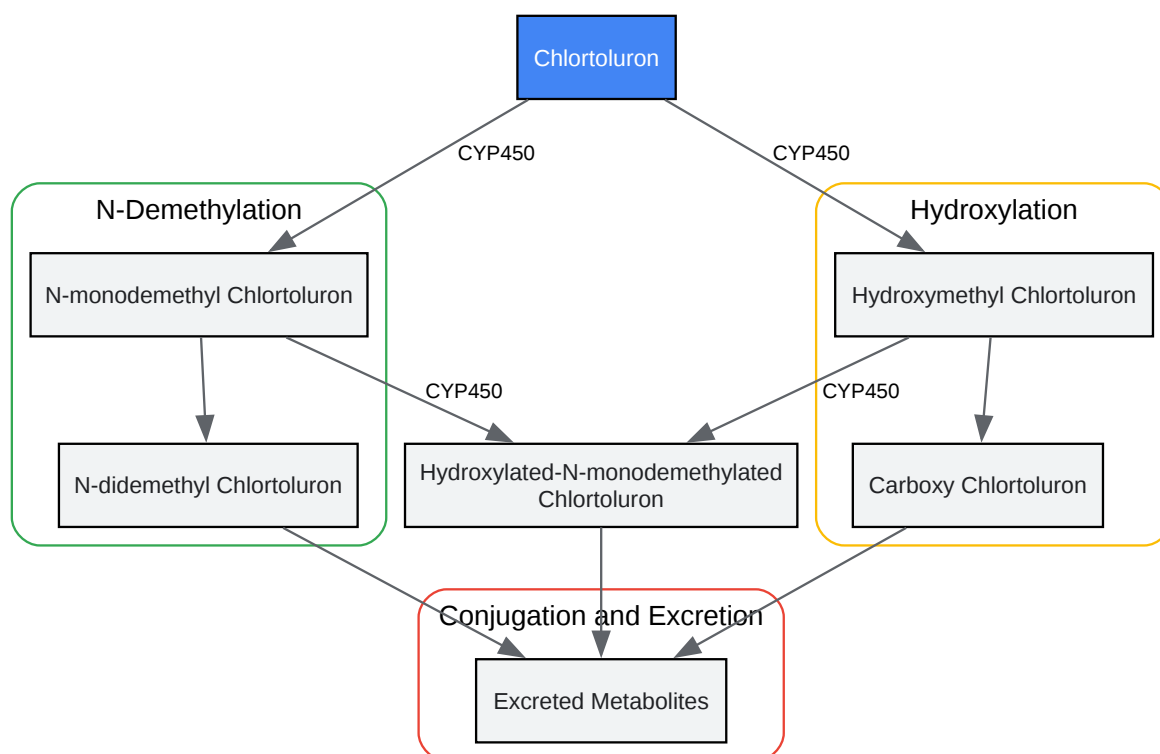 Chlortoluron
CYP450
CYP450
N-Demethylation
Hydroxylation
N-monodemethyl Chlortoluron
Hydroxymethyl Chlortoluron
CYP450
CYP450
N-didemethyl Chlortoluron
Hydroxylated-N-monodemethylated
Chlortoluron
Carboxy Chlortoluron
Conjugation and Excretion
Excreted Metabolites